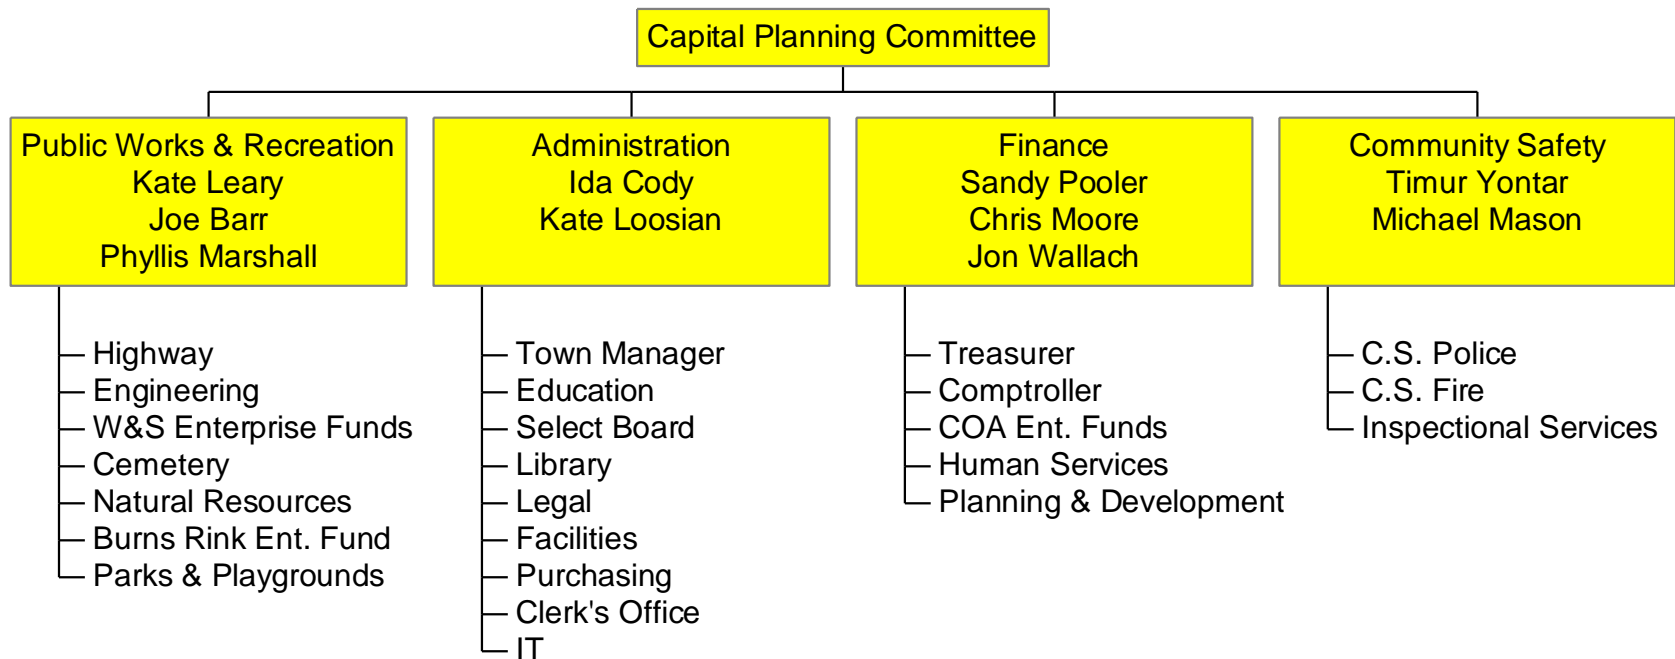 Capital Planning Committee
Public Works & Recreation
Kate Leary
Joe Barr
Phyllis Marshall
Highway
Engineering
W&S Enterprise Funds
Cemetery
Natural Resources
Burns Rink Ent. Fund
Parks & Playgrounds
Administration
Ida Cody
Kate Loosian
Town Manager
Education
Select Board
Library
Legal
Facilities
Purchasing
Clerk's Office
IT
Finance
Sandy Pooler
Chris Moore
Jon Wallach
Treasurer
Comptroller
COA Ent. Funds
Human Services
Planning & Development
Community Safety
Timur Yontar
Michael Mason
C.S. Police
C.S. Fire
Inspectional Services